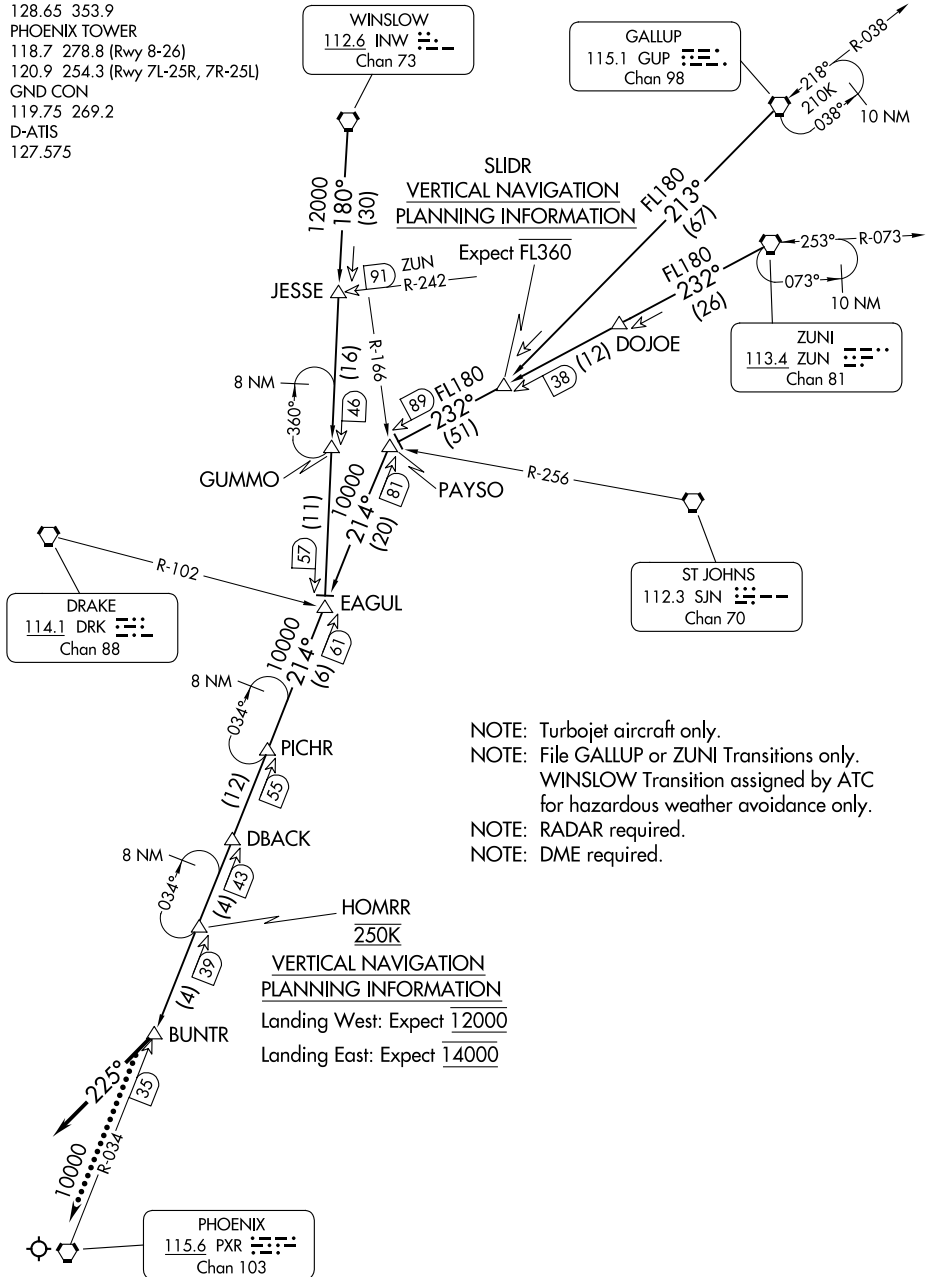 128.65 353.9
PHOENIX TOWER
118.7 278.8 (Rwy 8-26)
120.9 254.3 (Rwy 7L-25R, 7R-25L)
GND CON
119.75 269.2
D-ATIS
127.575
WINSLOW
112.6 INW
Chan 73
GALLUP
115.1 GUP
Chan 98
R-038
218°
210K
038°
10 NM
12000
180°
(30)
SLIDR
VERTICAL NAVIGATION
PLANNING INFORMATION
Expect FL360
FL180
213°
(67)
253°
R-073
073°
10 NM
FL180
232°
(26)
ZUNI
113.4 ZUN
Chan 81
JESSE
91
ZUN
R-242
R-196
DOJOE
(12)
38
8 NM
360°
(16)
46
89
FL180
232°
(51)
GUMMO
PAYSO
R-256
10000
214°
(20)
81
(11)
57
ST JOHNS
112.3 SJN
Chan 70
R-102
DRAKE
114.1 DRK
Chan 88
EAGUL
10000
214°
(6)
61
8 NM
034°
PICHR
(12)
55
NOTE: Turbojet aircraft only.
NOTE: File GALLUP or ZUNI Transitions only.
WINSLOW Transition assigned by ATC
for hazardous weather avoidance only.
NOTE: RADAR required.
NOTE: DME required.
DBACK
8 NM
034°
(4)
43
HOMRR
250K
VERTICAL NAVIGATION
PLANNING INFORMATION
Landing West: Expect 12000
Landing East: Expect 14000
(4)
39
BUNTR
225°
35
10000
R-034
PHOENIX
115.6 PXR
Chan 103